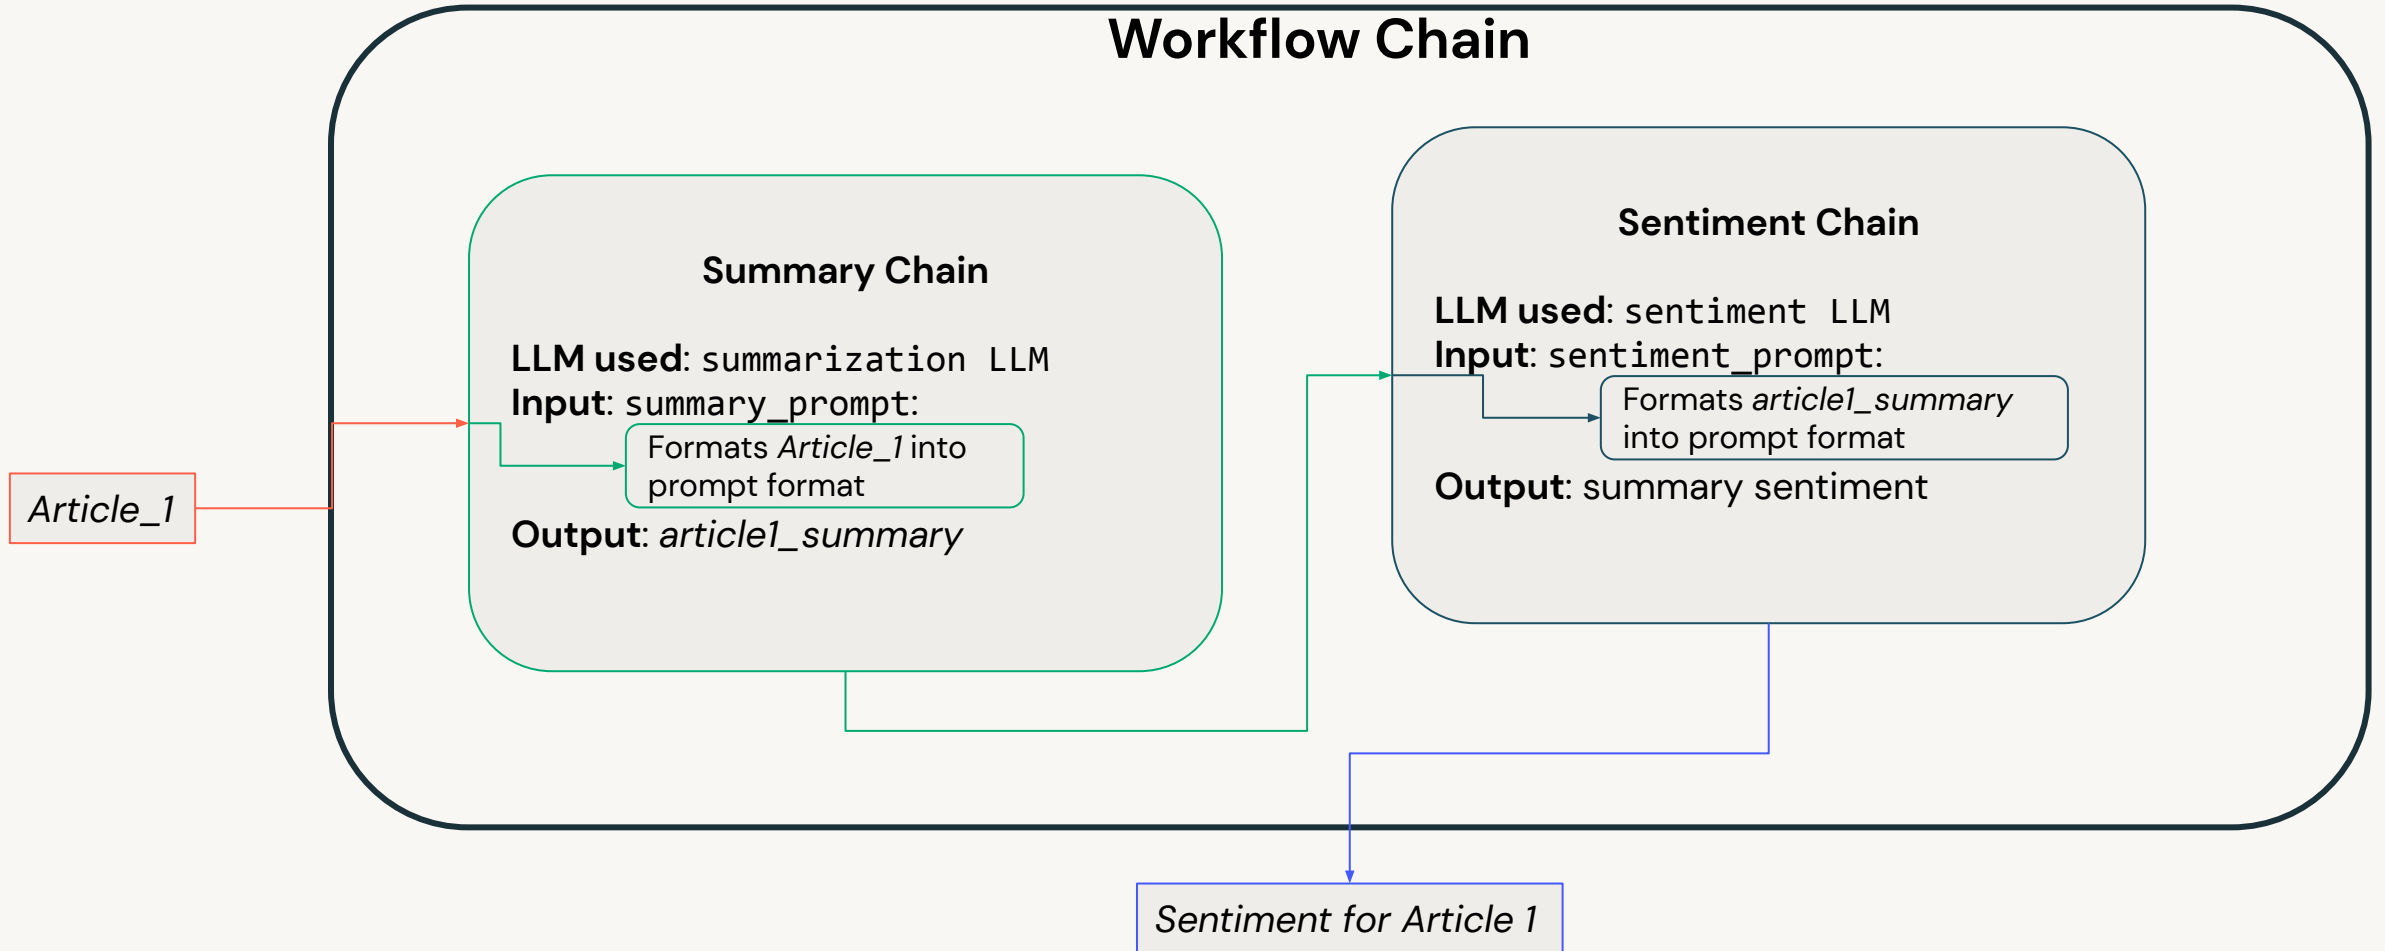 Workflow Chain
Article_1
Summary Chain
LLM used: summarization LLM
Input: summary_prompt:
Formats Article_1 into
prompt format
Output: article1_summary
Sentiment Chain
LLM used: sentiment LLM
Input: sentiment_prompt:
Formats article1_summary
into prompt format
Output: summary sentiment
Sentiment for Article 1